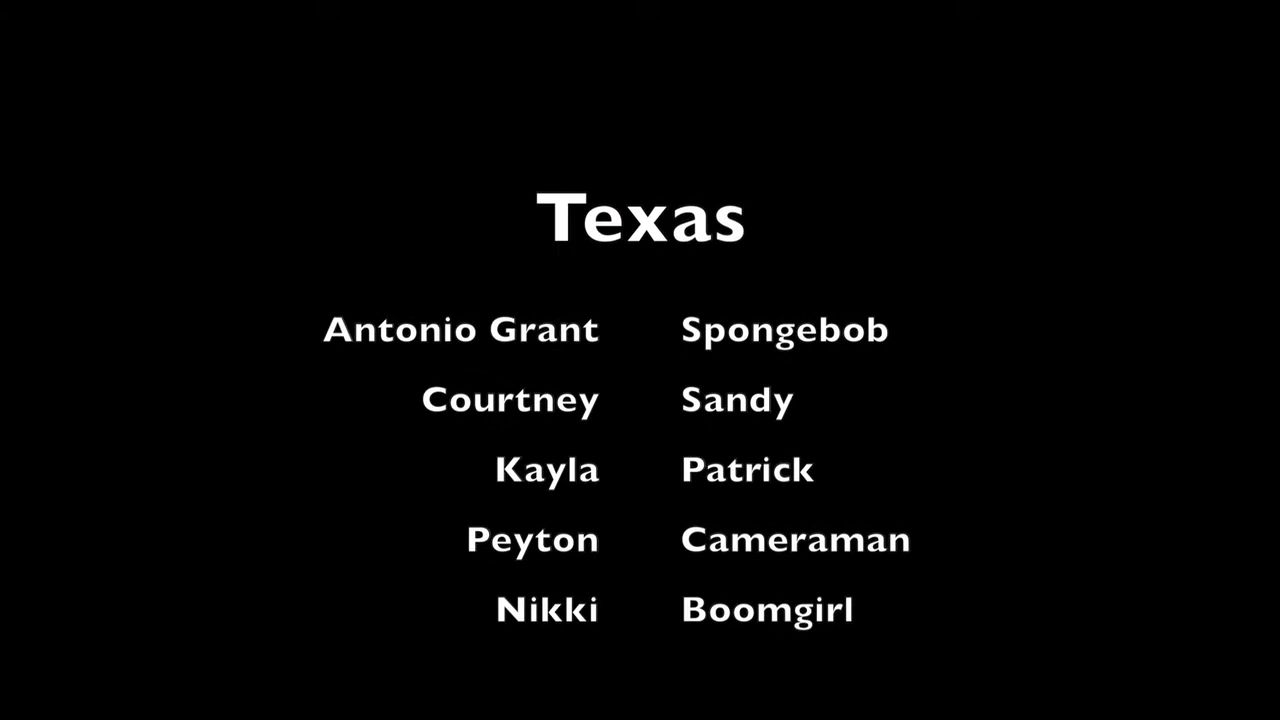 Texas
Antonio Grant Spongebob
Courtney Sandy
Kayla Patrick
Peyton Cameraman
Nikki Boomgirl